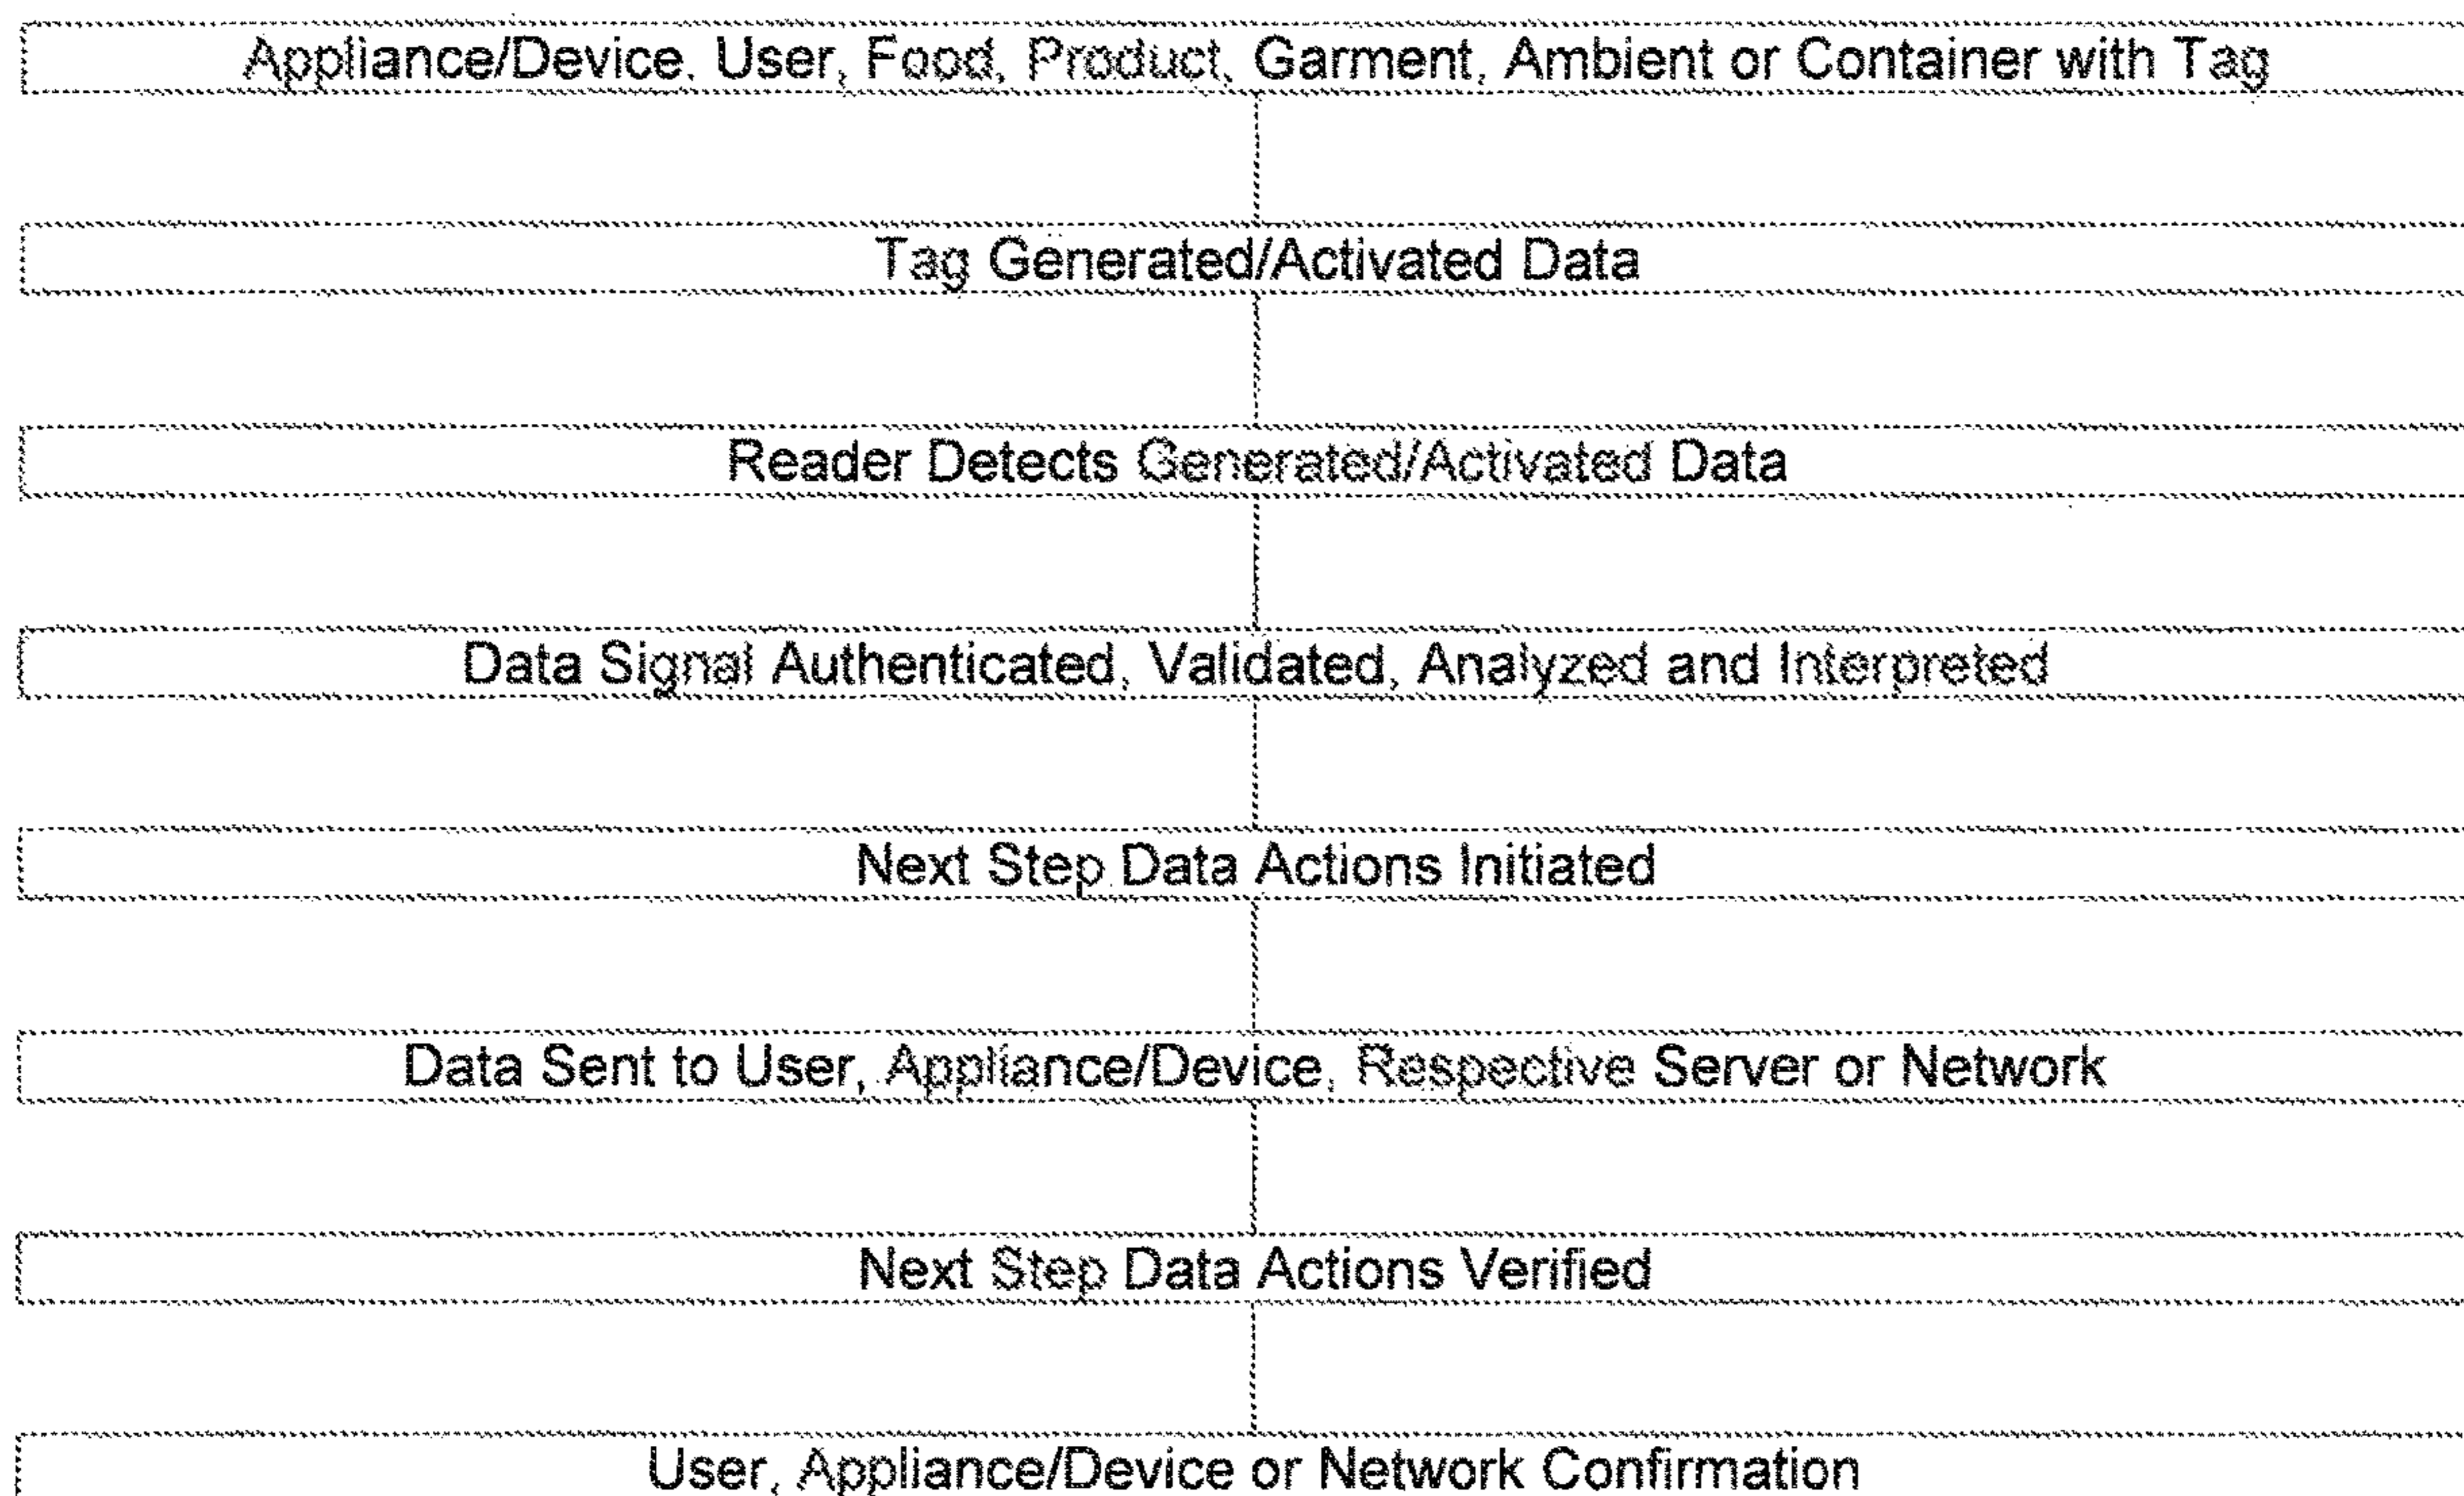 Appliance/Device, User, Food, Product, Garment, Ambient or Container with Tag
Tag Generated/Activated Data
Reader Detects Generated/Activated Data
Data Signal Authenticated, Validated, Analyzed and Interpreted
Next Step Data Actions Initiated
Data Sent to User, Appliance/Device, Respective Server or Network
Next Step Data Actions Verified
User, Appliance/Device or Network Confirmation